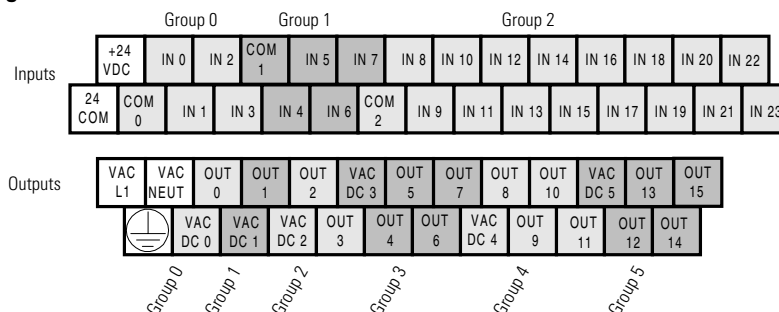 g
Group 0 Group 1 Group 2
Inputs
+24 VDC IN 0 IN 2 COM 1 IN 5 IN 7 IN 8 IN 10 IN 12 IN 14 IN 16 IN 18 IN 20 IN 22
24 COM COM 0 IN 1 IN 3 IN 4 IN 6 COM 2 IN 9 IN 11 IN 13 IN 15 IN 17 IN 19 IN 21 IN 23
Outputs
VAC L1 VAC NEUT OUT 0 OUT 1 OUT 2 VAC DC 3 OUT 5 OUT 7 OUT 8 OUT 10 VAC DC 5 OUT 13 OUT 15
VAC DC 0 VAC DC 1 VAC DC 2 OUT 3 OUT 4 OUT 6 VAC DC 4 OUT 9 OUT 11 OUT 12 OUT 14
Group 0 Group 1 Group 2 Group 3 Group 4 Group 5